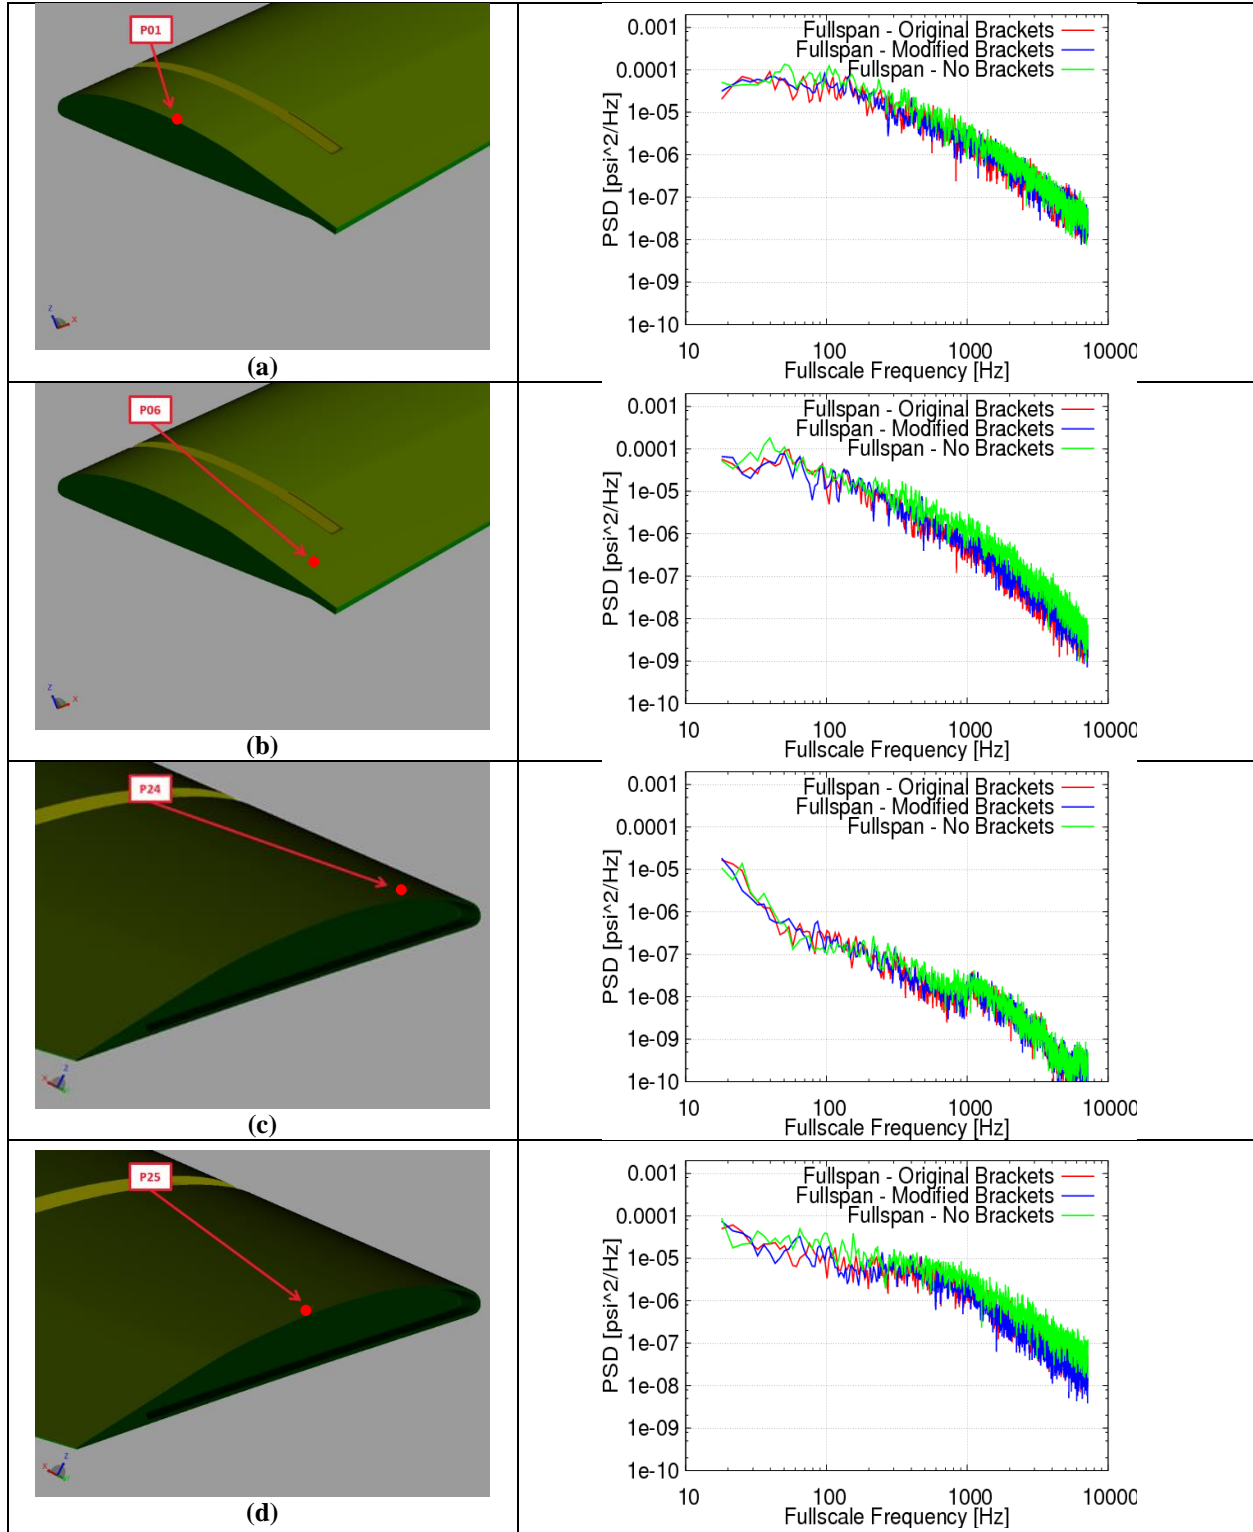 P01
z
x
(a)
Fullspan - Original Brackets
Fullspan - Modified Brackets
Fullspan - No Brackets
0.001
0.0001
1e-05
1e-06
1e-07
1e-08
1e-09
1e-10
PSD [psi^2/Hz]
10 100 1000 10000
Fullscale Frequency [Hz]
P06
z
x
(b)
Fullspan - Original Brackets
Fullspan - Modified Brackets
Fullspan - No Brackets
0.001
0.0001
1e-05
1e-06
1e-07
1e-08
1e-09
1e-10
PSD [psi^2/Hz]
10 100 1000 10000
Fullscale Frequency [Hz]
P24
z
x
(c)
Fullspan - Original Brackets
Fullspan - Modified Brackets
Fullspan - No Brackets
0.001
0.0001
1e-05
1e-06
1e-07
1e-08
1e-09
1e-10
PSD [psi^2/Hz]
10 100 1000 10000
Fullscale Frequency [Hz]
P25
z
x
(d)
Fullspan - Original Brackets
Fullspan - Modified Brackets
Fullspan - No Brackets
0.001
0.0001
1e-05
1e-06
1e-07
1e-08
1e-09
1e-10
PSD [psi^2/Hz]
10 100 1000 10000
Fullscale Frequency [Hz]